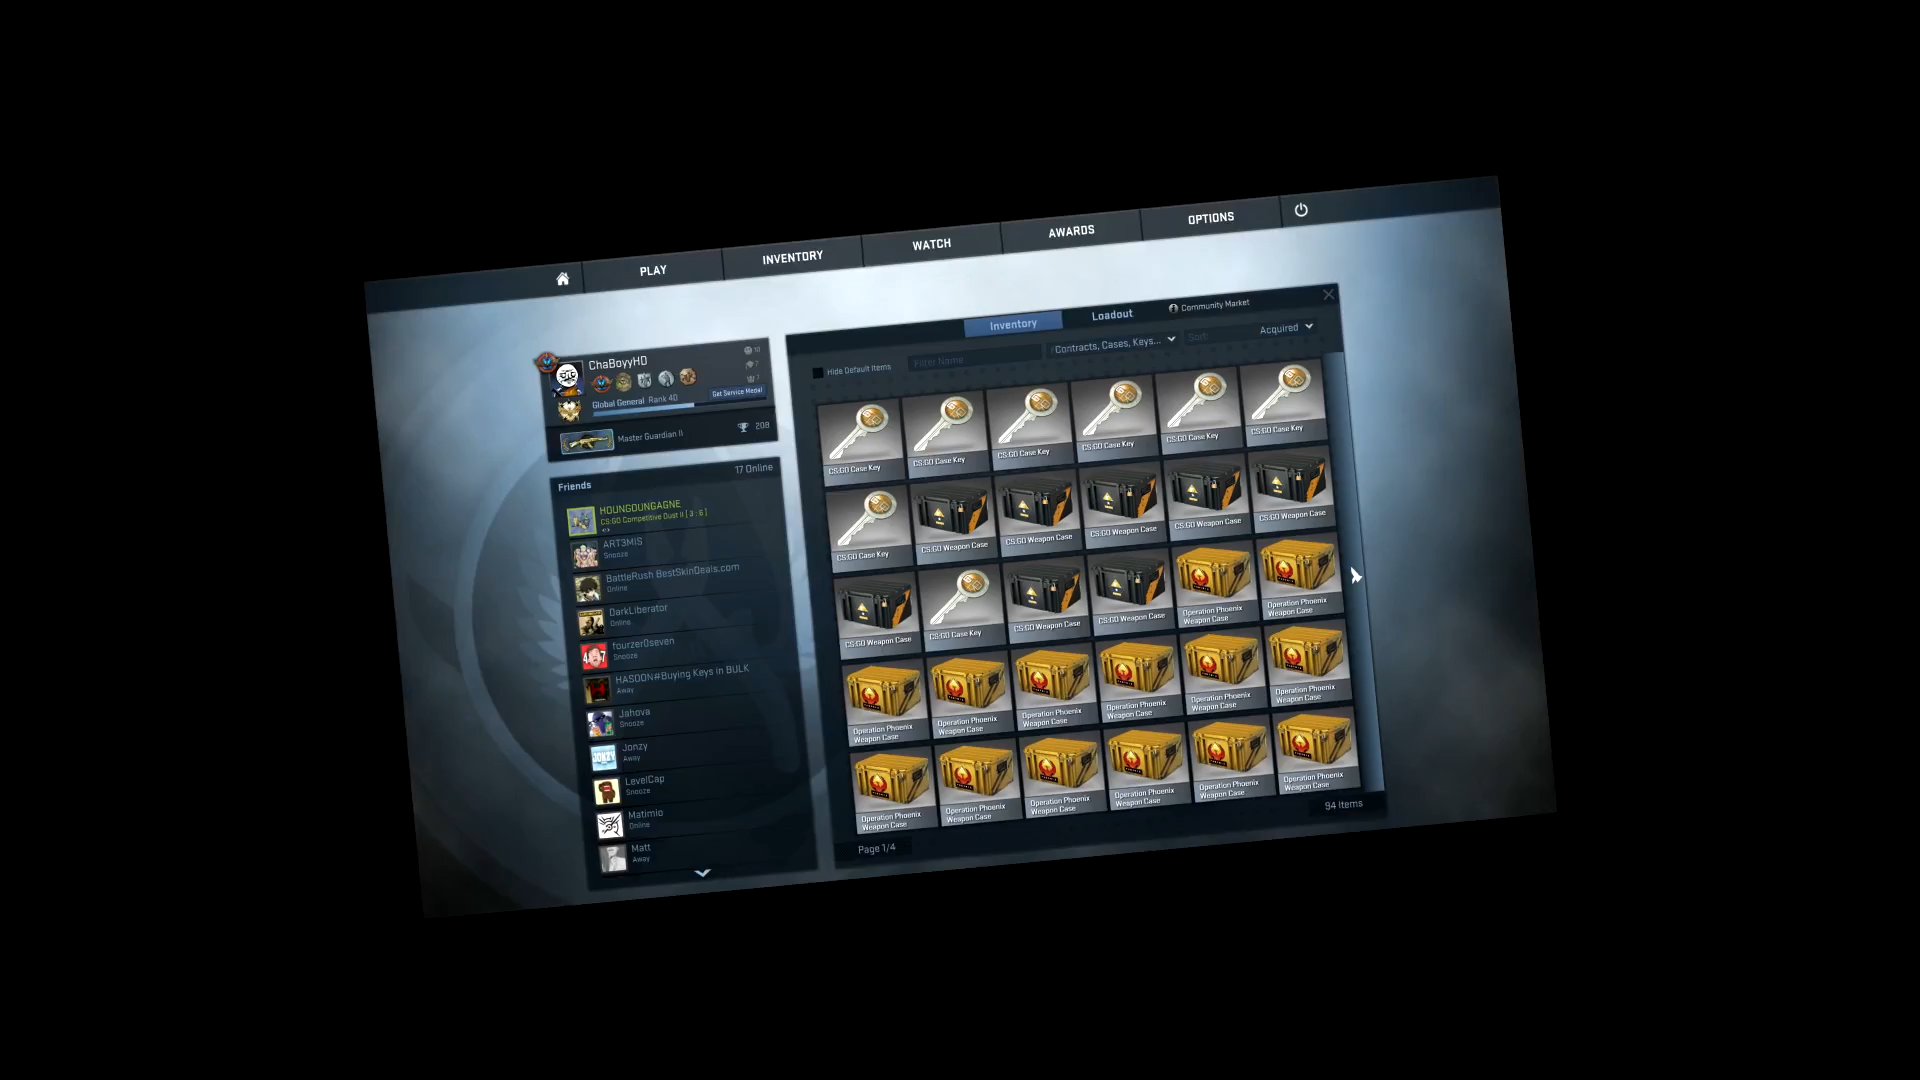 PLAY
INVENTORY
WATCH
AWARDS
OPTIONS
ChaBoyyHD
Get Service Medal
Global General Rank 40
Master Guardian II
208
Friends
17 Online
HOUNGOUNGAGNE
CS:GO Competitive Dust II [ 3 : 6 ]
ART3MIS
Snooze
BattleRush BestSkinDeals.com
Online
DarkLiberator
Online
fourzer0seven
Snooze
HASOON#Buying Keys in BULK
Away
Jahova
Snooze
Jonzy
Away
LevelCap
Snooze
Matimio
Online
Matt
Away
Inventory
Loadout
Community Market
Hide Default Items
Filter Name
Contracts, Cases, Keys...
Sort:
Acquired
CS:GO Case Key
CS:GO Case Key
CS:GO Case Key
CS:GO Case Key
CS:GO Case Key
CS:GO Case Key
CS:GO Case Key
CS:GO Weapon Case
CS:GO Weapon Case
CS:GO Weapon Case
CS:GO Weapon Case
CS:GO Weapon Case
CS:GO Weapon Case
CS:GO Case Key
CS:GO Weapon Case
CS:GO Weapon Case
Operation Phoenix
Weapon Case
Operation Phoenix
Weapon Case
Operation Phoenix
Weapon Case
Operation Phoenix
Weapon Case
Operation Phoenix
Weapon Case
Operation Phoenix
Weapon Case
Operation Phoenix
Weapon Case
Operation Phoenix
Weapon Case
Operation Phoenix
Weapon Case
Operation Phoenix
Weapon Case
Operation Phoenix
Weapon Case
Operation Phoenix
Weapon Case
Operation Phoenix
Weapon Case
Operation Phoenix
Weapon Case
Page 1/4
94 items